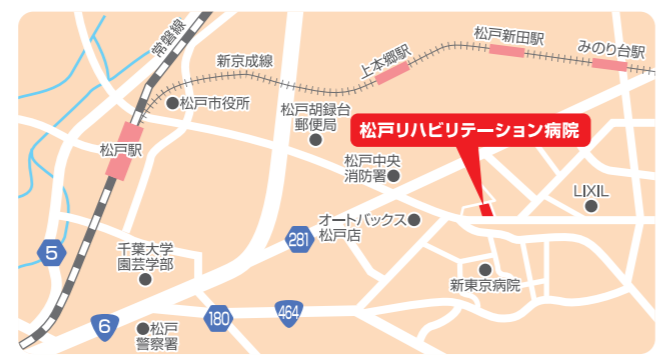 常磐線
新京成線
上本郷駅
松戸新田駅
みのり台駅
松戸市役所
松戸胡録台
郵便局
松戸リハビリテーション病院
松戸駅
松戸中央
消防署
LIXIL
オートバックス
松戸店
281
5
千葉大学
園芸学部
新東京病院
6
180
464
松戸
警察署